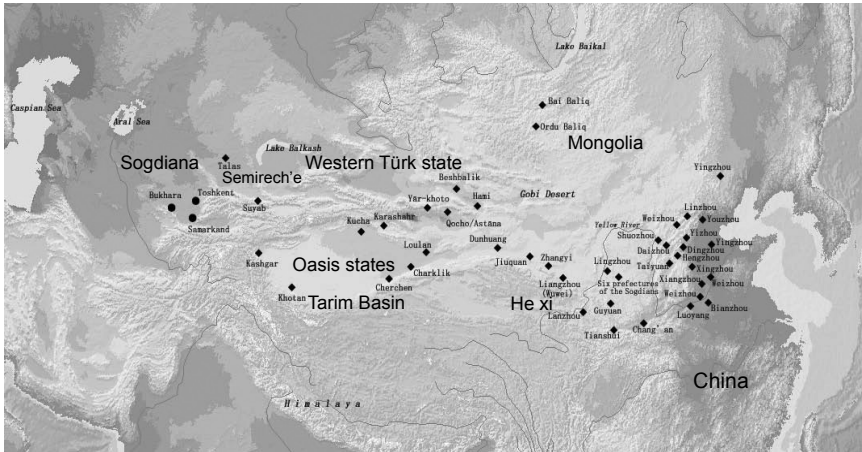 Lake Baikal
Caspian Sea
Bai Baliq
Aral Sea
Ordu Baliq
Mongolia
Lake Balkash
Sogdiana
Western Türk state
Talas
Semirech'e
Beshbalik
Yingzhou
Bukhara
Toshkent
Suyab
Yār-khoto
Hami
Gobi Desert
Samarkand
Qocho/Astāna
Kucha
Karashahr
Linzhou
Weizhou
Youzhou
Yellow River
Shuozhou
Yizhou
Yingzhou
Loulan
Dunhuang
Daizhou
Dingzhou
Hengzhou
Kashgar
Oasis states
Jiuquan
Zhangyi
Lingzhou
Taiyuan
Xingzhou
Charklik
Xiangzhou
Weizhou
Khotan
Cherchen
Liangzhou
(Wuwei)
Six prefectures
of the Sogdians
Tarim Basin
He xi
Weizhou
Guyuan
Bianzhou
Lanzhou
Luoyang
Tianshui
Chang an
China
Himalaya